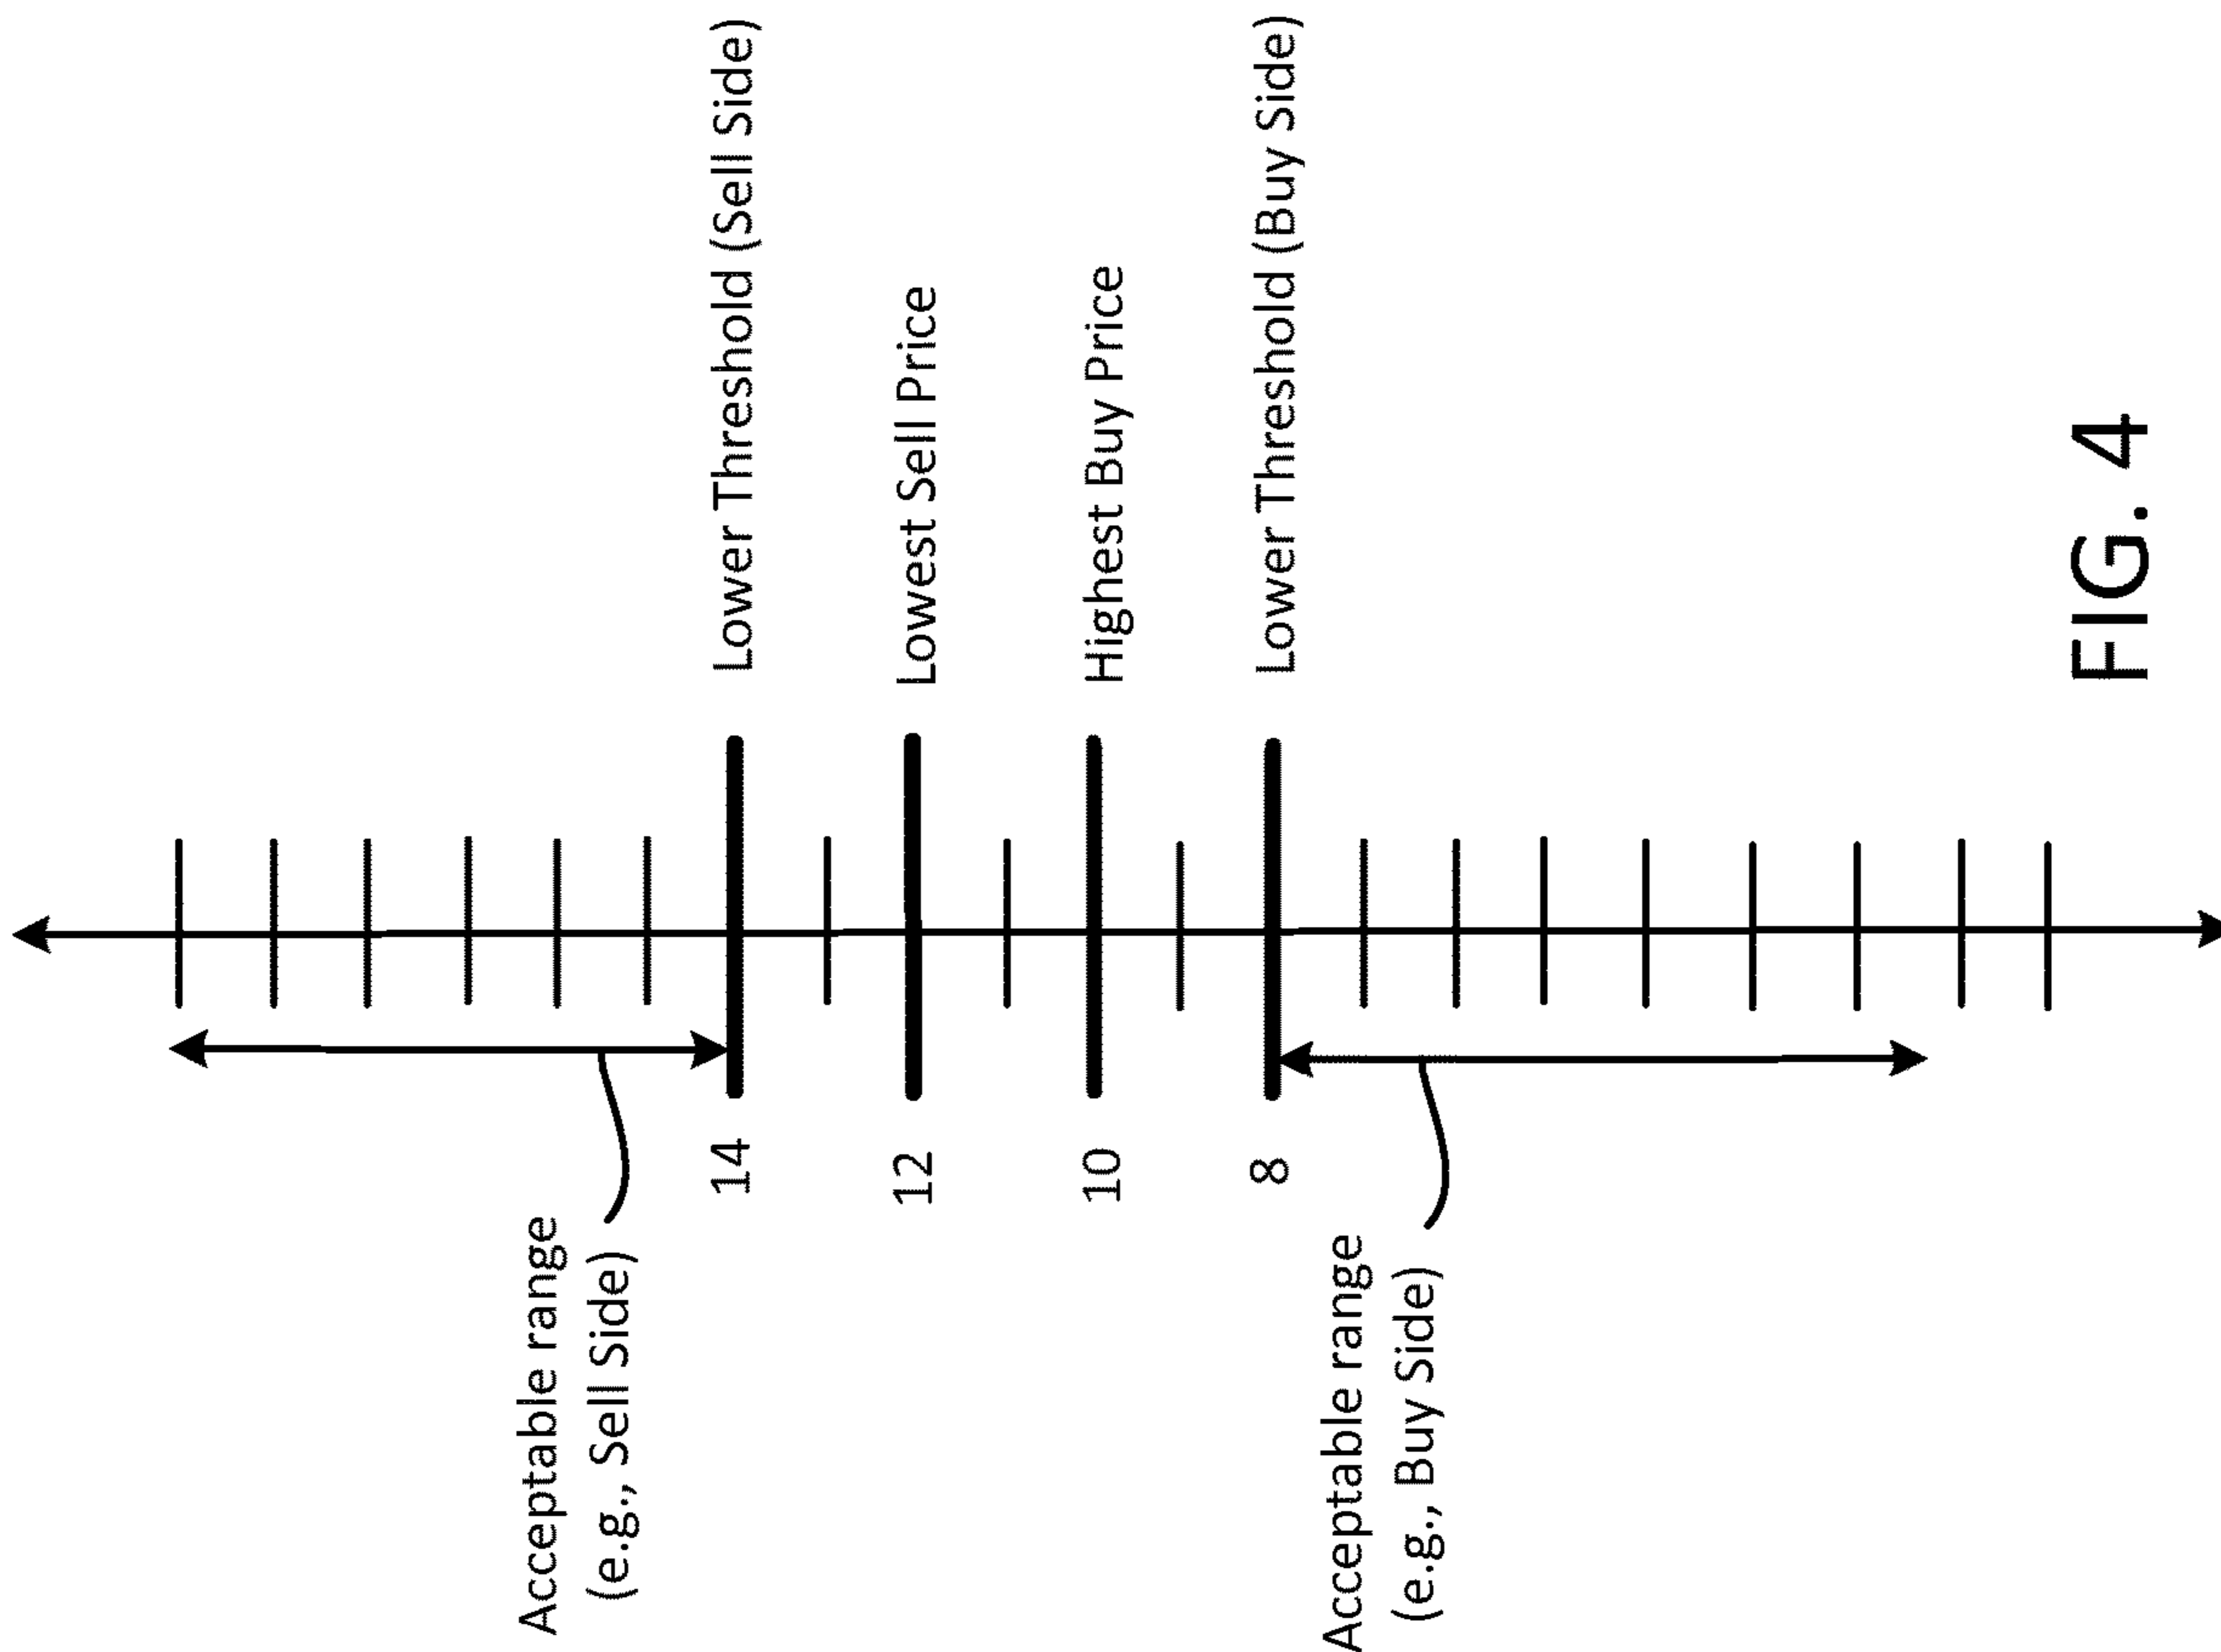 Acceptable range
(e.g., Sell Side)
14
Lower Threshold (Sell Side)
12
Lowest Sell Price
10
Highest Buy Price
8
Lower Threshold (Buy Side)
Acceptable range
(e.g., Buy Side)
FIG. 4